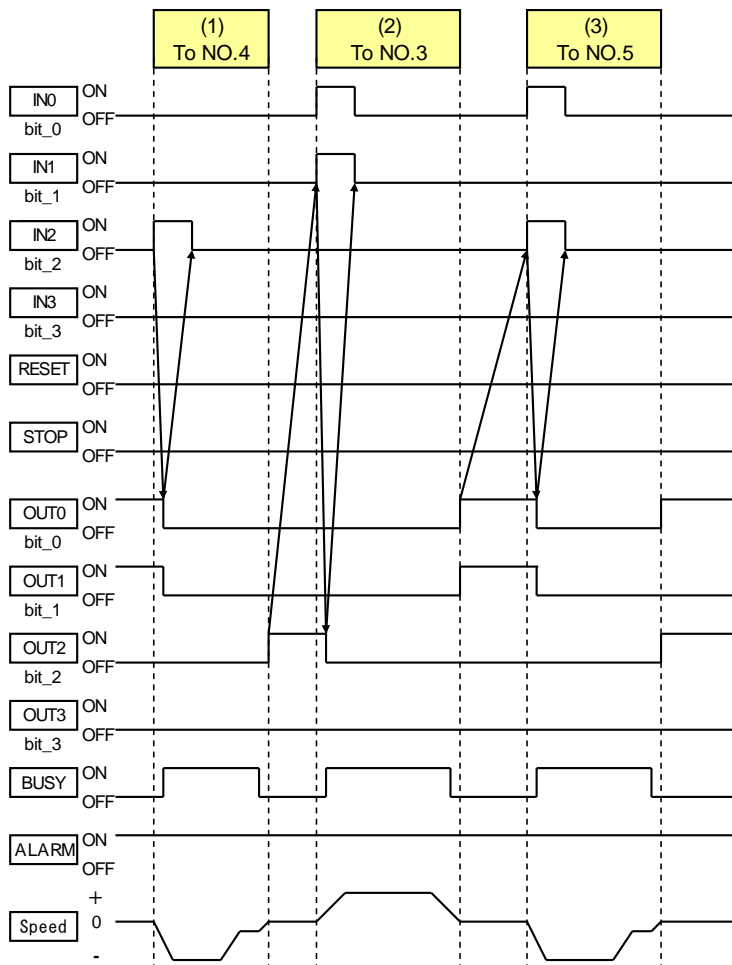 (1)
To NO.4
(2)
To NO.3
(3)
To NO.5
IN0
ON
OFF
bit_0
IN1
ON
OFF
bit_1
IN2
ON
OFF
bit_2
IN3
ON
OFF
bit_3
RESET
ON
OFF
STOP
ON
OFF
OUT0
ON
OFF
bit_0
OUT1
ON
OFF
bit_1
OUT2
ON
OFF
bit_2
OUT3
ON
OFF
bit_3
BUSY
ON
OFF
ALARM
ON
OFF
Speed
+
0
-